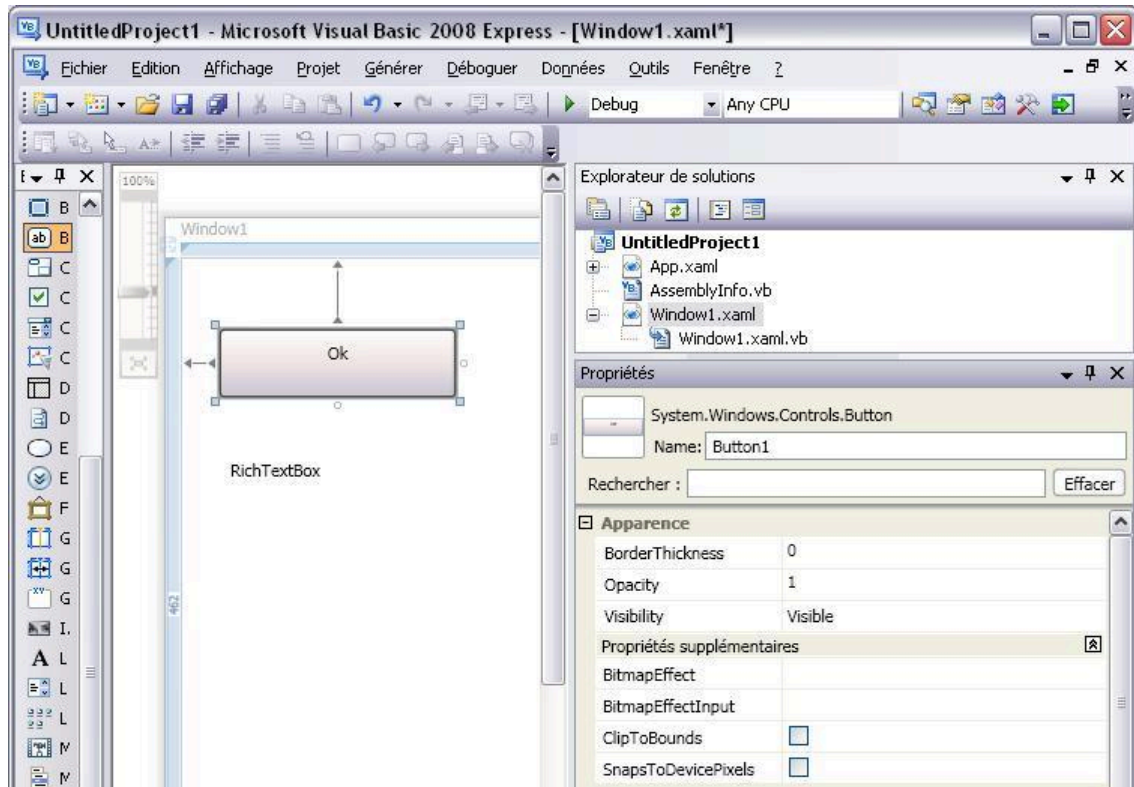 UntitledProject1 - Microsoft Visual Basic 2008 Express - [Window1.xaml*]
Fichier Edition Affichage Projet Générer Déboguer Données Outils Fenêtre ?
Debug Any CPU
B
ab B
C
C
C
C
D
D
E
E
F
G
G
XY G
I.
A L
L
L
M
M
100%
Window1
Ok
RichTextBox
462
Explorateur de solutions
UntitledProject1
App.xaml
AssemblyInfo.vb
Window1.xaml
Window1.xaml.vb
Propriétés
System.Windows.Controls.Button
Name: Button1
Rechercher : Effacer
Apparence
BorderThickness 0
Opacity 1
Visibility Visible
Propriétés supplémentaires
BitmapEffect
BitmapEffectInput
ClipToBounds
SnapsToDevicePixels